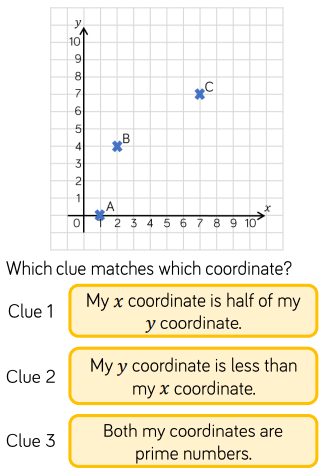 y
10
9
8
7
C
6
5
B
4
3
2
1
A
x
0 1 2 3 4 5 6 7 8 9 10
Which clue matches which coordinate?
Clue 1
My x coordinate is half of my
y coordinate.
Clue 2
My y coordinate is less than
my x coordinate.
Clue 3
Both my coordinates are
prime numbers.